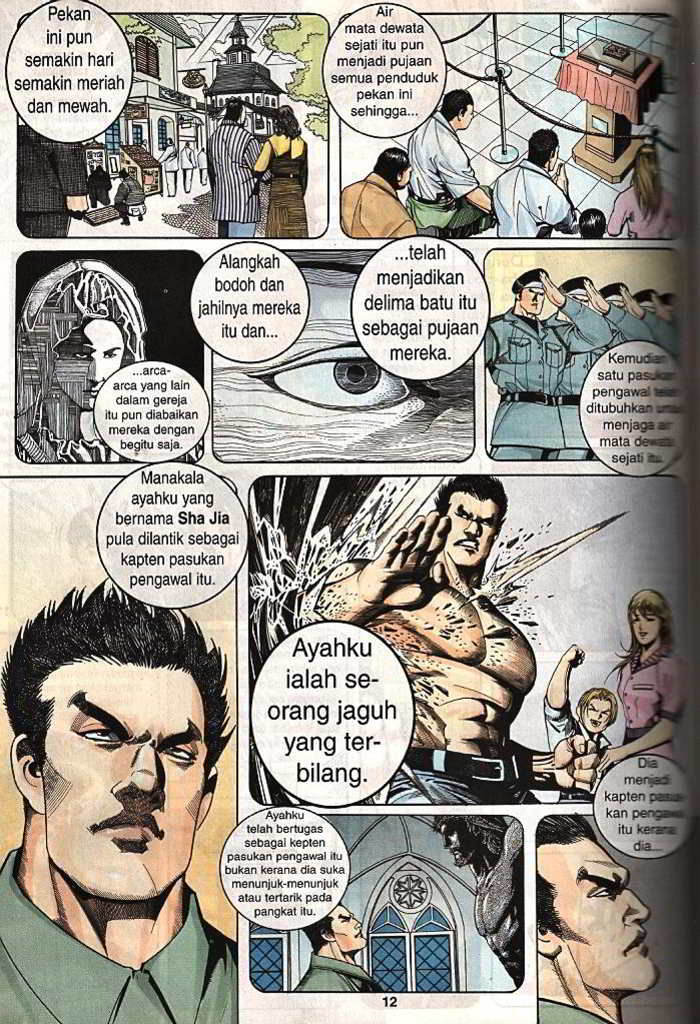 Pekan
ini pun
semakin hari
semakin meriah
dan mewah.
Air
mata dewata
sejati itu pun
menjadi pujaan
semua penduduk
pekan ini
sehingga...
...arca-
arca yang lain
dalam gereja
itu pun diabaikan
mereka dengan
begitu saja.
Alangkah
bodoh dan
jahilnya mereka
itu dan...
...telah
menjadikan
delima batu itu
sebagai pujaan
mereka.
Kemudian
satu pasukan
pengawal telah
ditubuhkan untuk
menjaga air
mata dewata
sejati itu.
Manakala
ayahku yang
bernama Sha Jia
pula dilantik sebagai
kapten pasukan
pengawal itu.
Ayahku
ialah se-
orang jaguh
yang ter-
bilang.
Dia
menjadi
kapten pasu-
kan pengawal
itu kerana
dia...
Ayahku
telah bertugas
sebagai kepten
pasukan pengawal itu
bukan kerana dia suka
menunjuk-menunjuk
atau tertarik pada
pangkat itu.
12